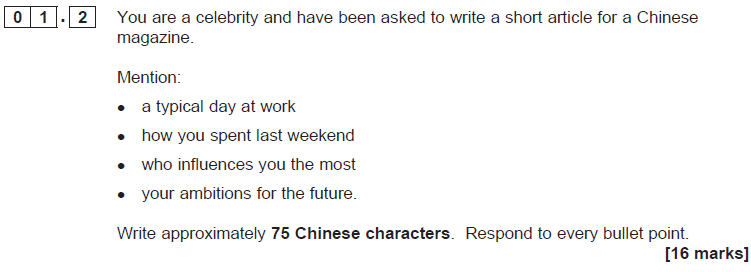 0 1 . 2 You are a celebrity and have been asked to write a short article for a Chinese
magazine.
Mention:
• a typical day at work
• how you spent last weekend
• who influences you the most
• your ambitions for the future.
Write approximately 75 Chinese characters. Respond to every bullet point.
[16 marks]